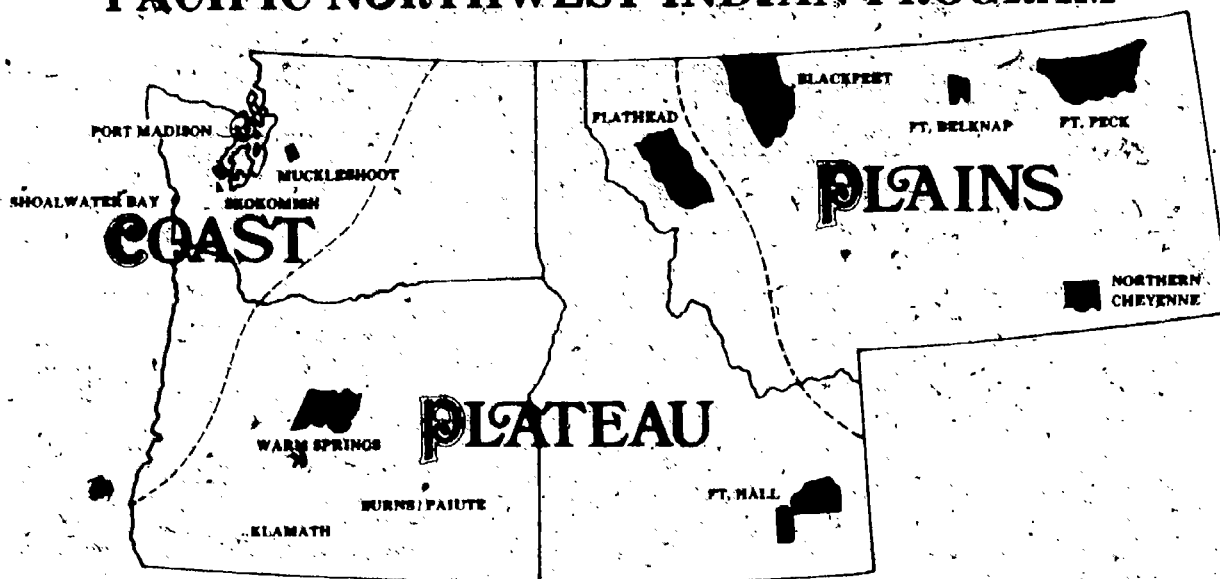 PACIFIC NORTHWEST INDIAN PROGRAM
BLACKFEET
FLATHEAD
PORT MADISON
FT. BELKNAP
FT. PECK
MUCKLESHOOT
SHOALWATER BAY
SKOKOMISH
PLAINS
COAST
NORTHERN
CHEYENNE
PLATEAU
WARM SPRINGS
FT. HALL
BURNS PAIUTE
KLAMATH